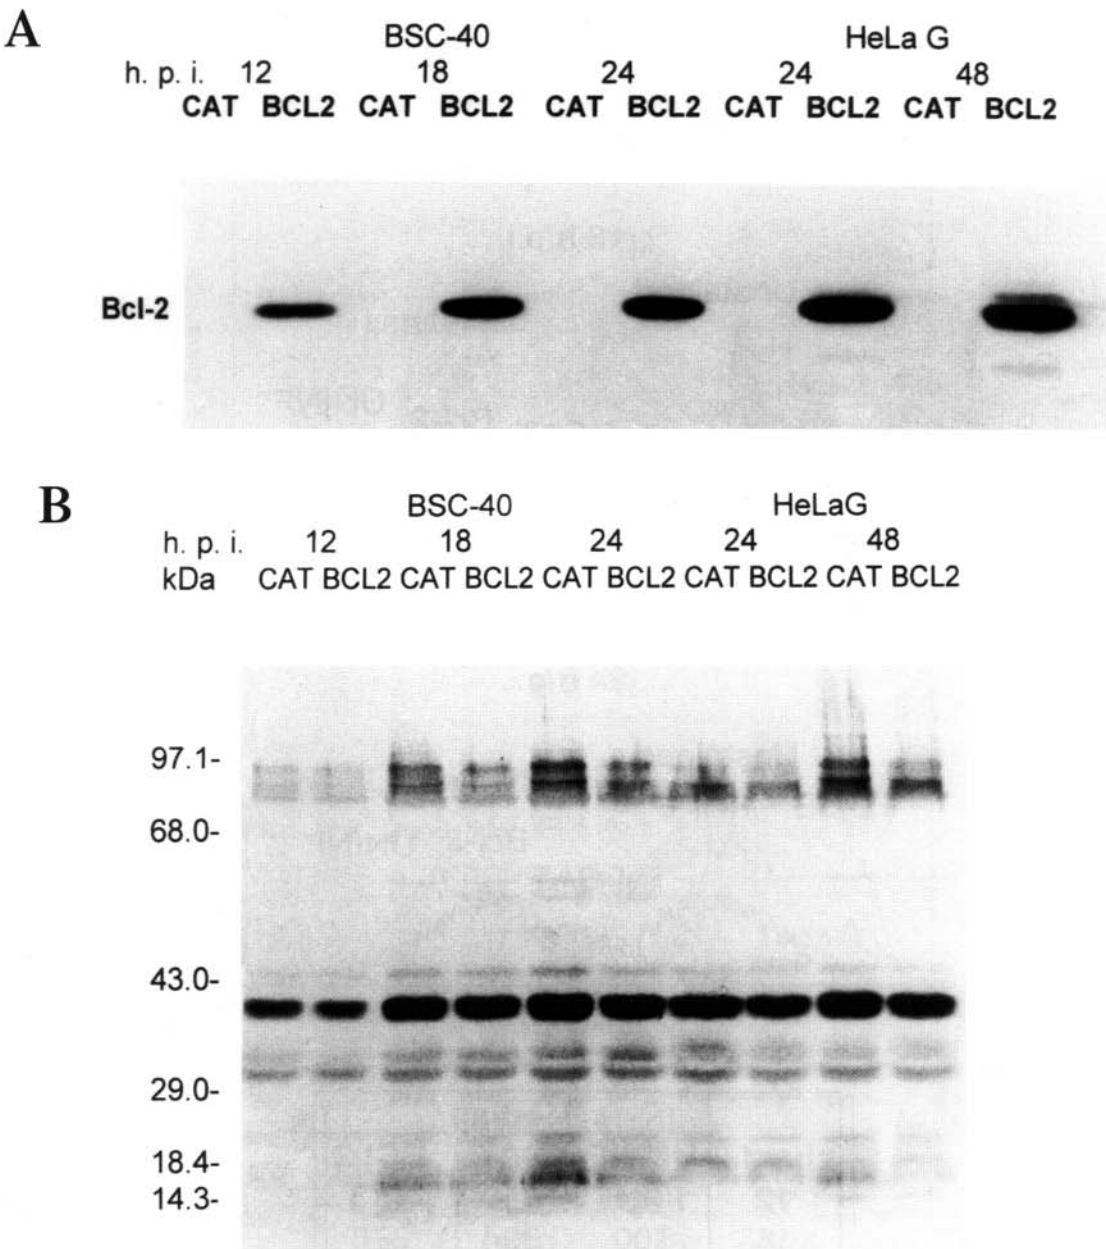 A
BSC-40 HeLa G
h. p. i. 12 18 24 24 48
CAT BCL2 CAT BCL2 CAT BCL2 CAT BCL2 CAT BCL2
Bcl-2
B
BSC-40 HeLaG
h. p. i. 12 18 24 24 48
kDa CAT BCL2 CAT BCL2 CAT BCL2 CAT BCL2 CAT BCL2
97.1-
68.0-
43.0-
29.0-
18.4-
14.3-